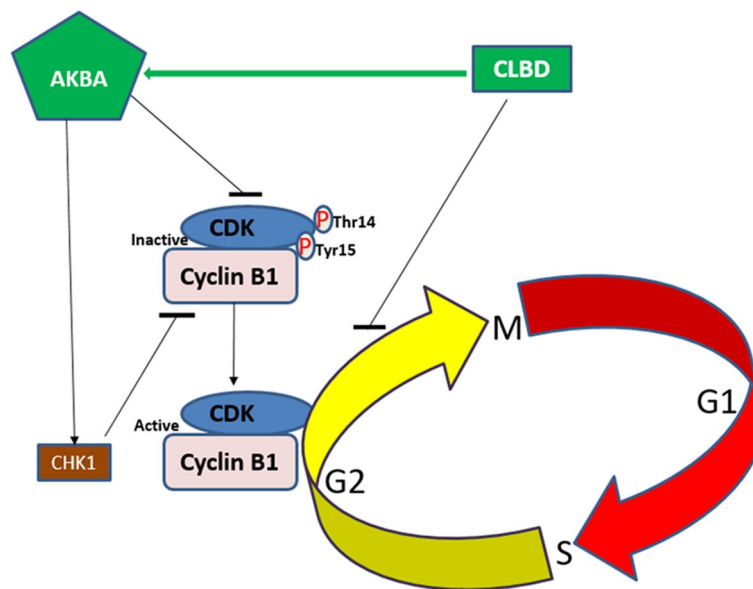 AKBA
CLBD
CDK
P
Thr14
P
Tyr15
Inactive
Cyclin B1
M
CDK
Active
Cyclin B1
G1
CHK1
G2
S